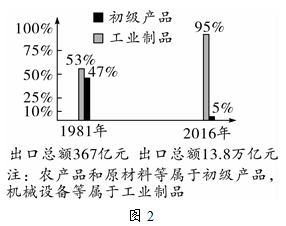 初级产品
工业制品
100%
75%
50%
25%
10%
53%
47%
95%
5%
1981年
2016年
出口总额367亿元 出口总额13.8万亿元
注：农产品和原材料等属于初级产品，
机械设备等属于工业制品
图2